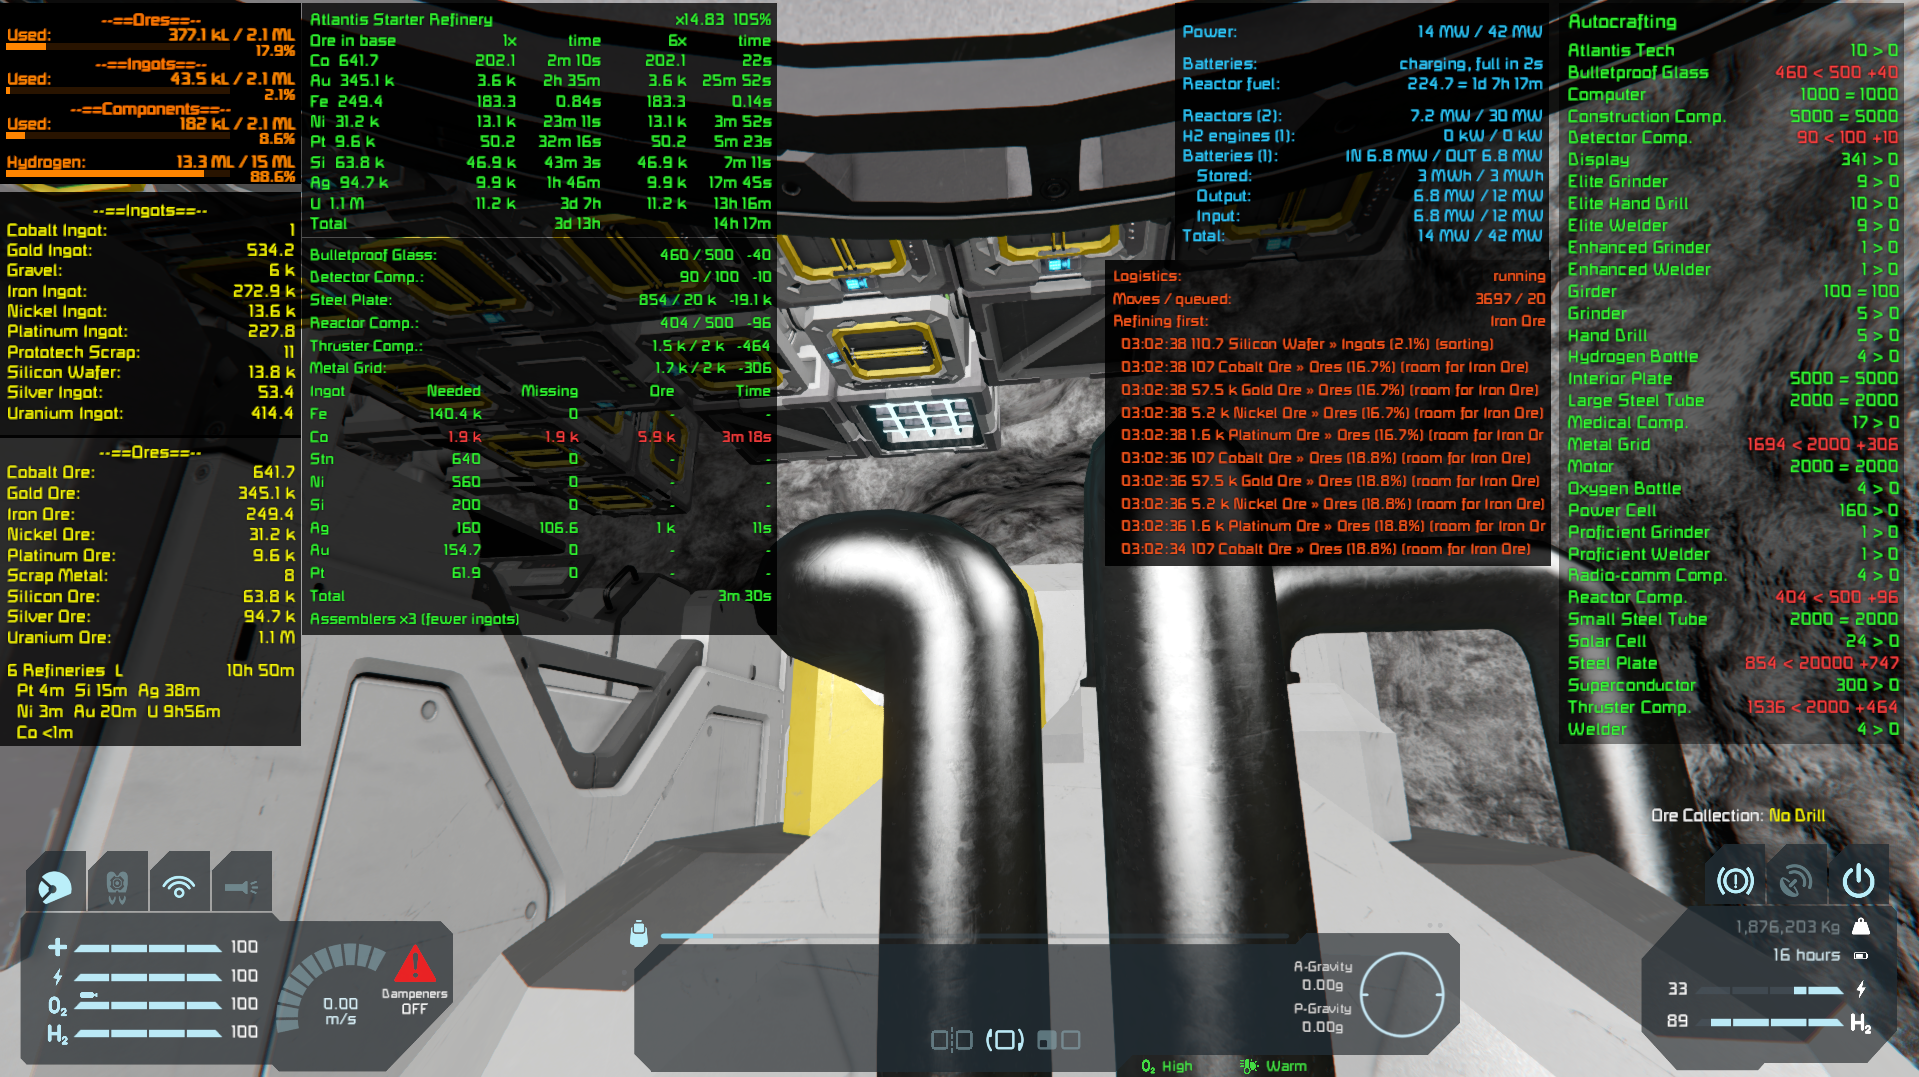 --==Ores==--
Used: 377.1 kL / 2.1 ML
17.9%
--==Ingots==--
Used: 43.5 kL / 2.1 ML
2.1%
--==Components==--
Used: 182 kL / 2.1 ML
8.6%
Hydrogen: 13.3 ML / 15 ML
88.6%
--==Ingots==--
Cobalt Ingot: 1
Gold Ingot: 534.2
Gravel: 6 k
Iron Ingot: 272.9 k
Nickel Ingot: 13.6 k
Platinum Ingot: 227.8
Prototech Scrap: 11
Silicon Wafer: 13.8 k
Silver Ingot: 53.4
Uranium Ingot: 414.4
--==Ores==--
Cobalt Ore: 641.7
Gold Ore: 345.1 k
Iron Ore: 249.4
Nickel Ore: 31.2 k
Platinum Ore: 9.6 k
Scrap Metal: 8
Silicon Ore: 63.8 k
Silver Ore: 94.7 k
Uranium Ore: 1.1 M
6 Refineries L 10h 50m
Pt 4m Si 15m Ag 38m
Ni 3m Au 20m U 9h56m
Co <1m
Atlantis Starter Refinery x14.83 105%
Ore in base 1x time 6x time
Co 641.7 202.1 2m 10s 202.1 22s
Au 345.1 k 3.6 k 2h 35m 3.6 k 25m 52s
Fe 249.4 183.3 0.84s 183.3 0.14s
Ni 31.2 k 13.1 k 23m 11s 13.1 k 3m 52s
Pt 9.6 k 50.2 32m 16s 50.2 5m 23s
Si 63.8 k 46.9 k 43m 3s 46.9 k 7m 11s
Ag 94.7 k 9.9 k 1h 46m 9.9 k 17m 45s
U 1.1 M 11.2 k 3d 7h 11.2 k 13h 16m
Total 3d 13h 14h 17m
Bulletproof Glass: 460 / 500 -40
Detector Comp.: 90 / 100 -10
Steel Plate: 854 / 20 k -19.1 k
Reactor Comp.: 404 / 500 -96
Thruster Comp.: 1.5 k / 2 k -464
Metal Grid: 1.7 k / 2 k -306
Ingot Needed Missing Ore Time
Fe 140.4 k 0 - -
Co 1.9 k 1.9 k 5.9 k 3m 18s
Stn 640 0 - -
Ni 560 0 - -
Si 200 0 - -
Ag 160 106.6 1 k 11s
Au 154.7 0 - -
Pt 61.9 0 - -
Total 3m 30s
Assemblers x3 (fewer ingots)
Power: 14 MW / 42 MW
Batteries: charging, full in 2s
Reactor fuel: 224.7 = 1d 7h 17m
Reactors (2): 7.2 MW / 30 MW
H2 engines (1): 0 kW / 0 kW
Batteries (1): IN 6.8 MW / OUT 6.8 MW
Stored: 3 MWh / 3 MWh
Output: 6.8 MW / 12 MW
Input: 6.8 MW / 12 MW
Total: 14 MW / 42 MW
Logistics: running
Moves / queued: 3697 / 20
Refining first: Iron Ore
03:02:38 110.7 Silicon Wafer » Ingots (2.1%) (sorting)
03:02:38 107 Cobalt Ore » Ores (16.7%) (room for Iron Ore)
03:02:38 57.5 k Gold Ore » Ores (16.7%) (room for Iron Ore)
03:02:38 5.2 k Nickel Ore » Ores (16.7%) (room for Iron Ore)
03:02:38 1.6 k Platinum Ore » Ores (16.7%) (room for Iron Or
03:02:36 107 Cobalt Ore » Ores (18.8%) (room for Iron Ore)
03:02:36 57.5 k Gold Ore » Ores (18.8%) (room for Iron Ore)
03:02:36 5.2 k Nickel Ore » Ores (18.8%) (room for Iron Ore)
03:02:36 1.6 k Platinum Ore » Ores (18.8%) (room for Iron Or
03:02:34 107 Cobalt Ore » Ores (18.8%) (room for Iron Ore)
Autocrafting
Atlantis Tech 10 > 0
Bulletproof Glass 460 < 500 +40
Computer 1000 = 1000
Construction Comp. 5000 = 5000
Detector Comp. 90 < 100 +10
Display 341 > 0
Elite Grinder 9 > 0
Elite Hand Drill 10 > 0
Elite Welder 9 > 0
Enhanced Grinder 1 > 0
Enhanced Welder 1 > 0
Girder 100 = 100
Grinder 5 > 0
Hand Drill 5 > 0
Hydrogen Bottle 4 > 0
Interior Plate 5000 = 5000
Large Steel Tube 2000 = 2000
Medical Comp. 17 > 0
Metal Grid 1694 < 2000 +306
Motor 2000 = 2000
Oxygen Bottle 4 > 0
Power Cell 160 > 0
Proficient Grinder 1 > 0
Proficient Welder 1 > 0
Radio-comm Comp. 4 > 0
Reactor Comp. 404 < 500 +96
Small Steel Tube 2000 = 2000
Solar Cell 24 > 0
Steel Plate 854 < 20000 +747
Superconductor 300 > 0
Thruster Comp. 1536 < 2000 +464
Welder 4 > 0
Ore Collection: No Drill
100
100
O2 100
H2 100
0.00
m/s
Dampeners
OFF
A-Gravity
0.00g
P-Gravity
0.00g
O2 High Warm
1,876,203 Kg
16 hours
33
89 H2